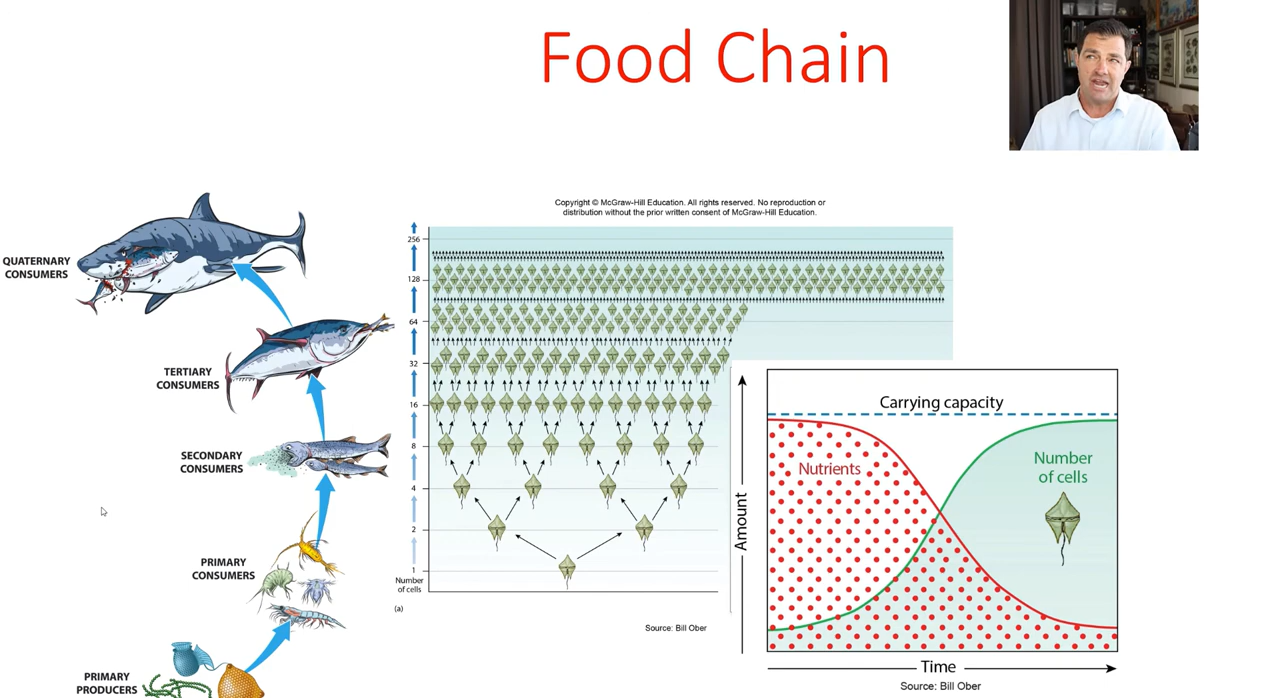 Food Chain
QUATERNARY
CONSUMERS
TERTIARY
CONSUMERS
SECONDARY
CONSUMERS
PRIMARY
CONSUMERS
PRIMARY
PRODUCERS
Copyright © McGraw-Hill Education. All rights reserved. No reproduction or
distribution without the prior written consent of McGraw-Hill Education.
256
128
64
32
16
8
4
2
1
Number
of cells
(a)
Source: Bill Ober
Carrying capacity
Nutrients
Number
of cells
Amount
Time
Source: Bill Ober